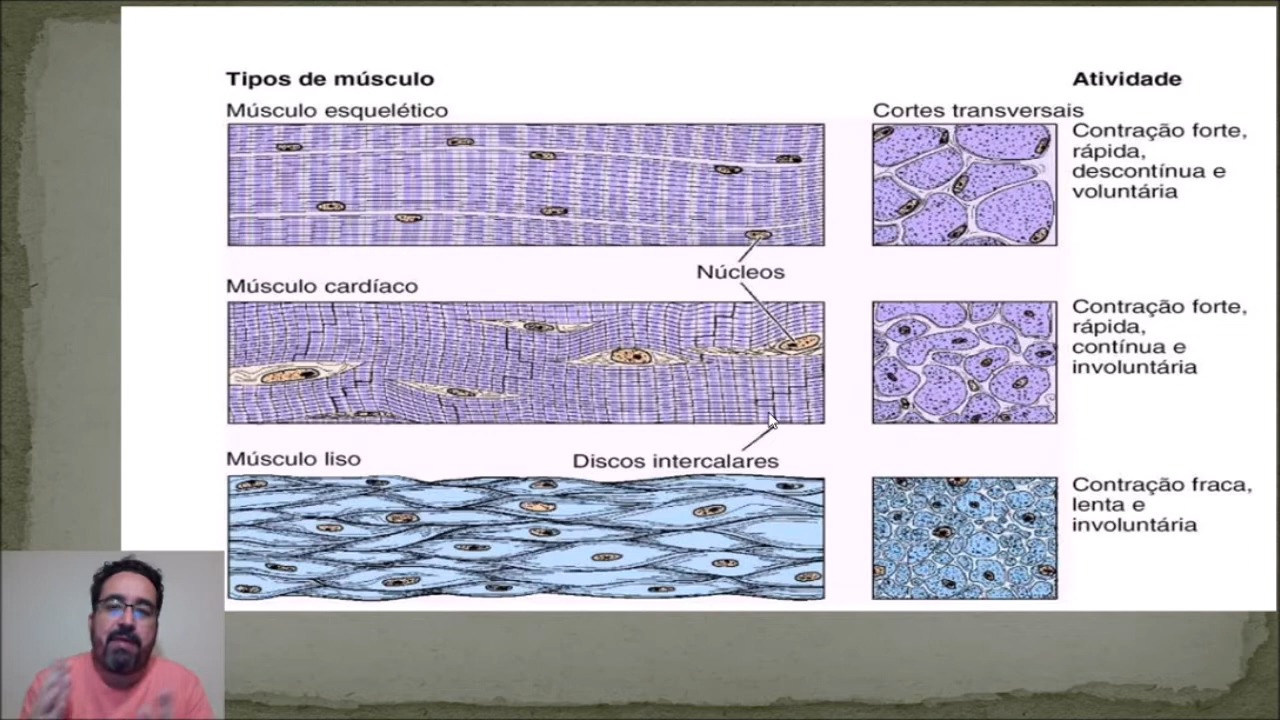 Tipos de músculo
Atividade
Músculo esquelético
Cortes transversais
Contração forte,
rápida,
descontínua e
voluntária
Núcleos
Músculo cardíaco
Contração forte,
rápida,
contínua e
involuntária
Discos intercalares
Músculo liso
Contração fraca,
lenta e
involuntária